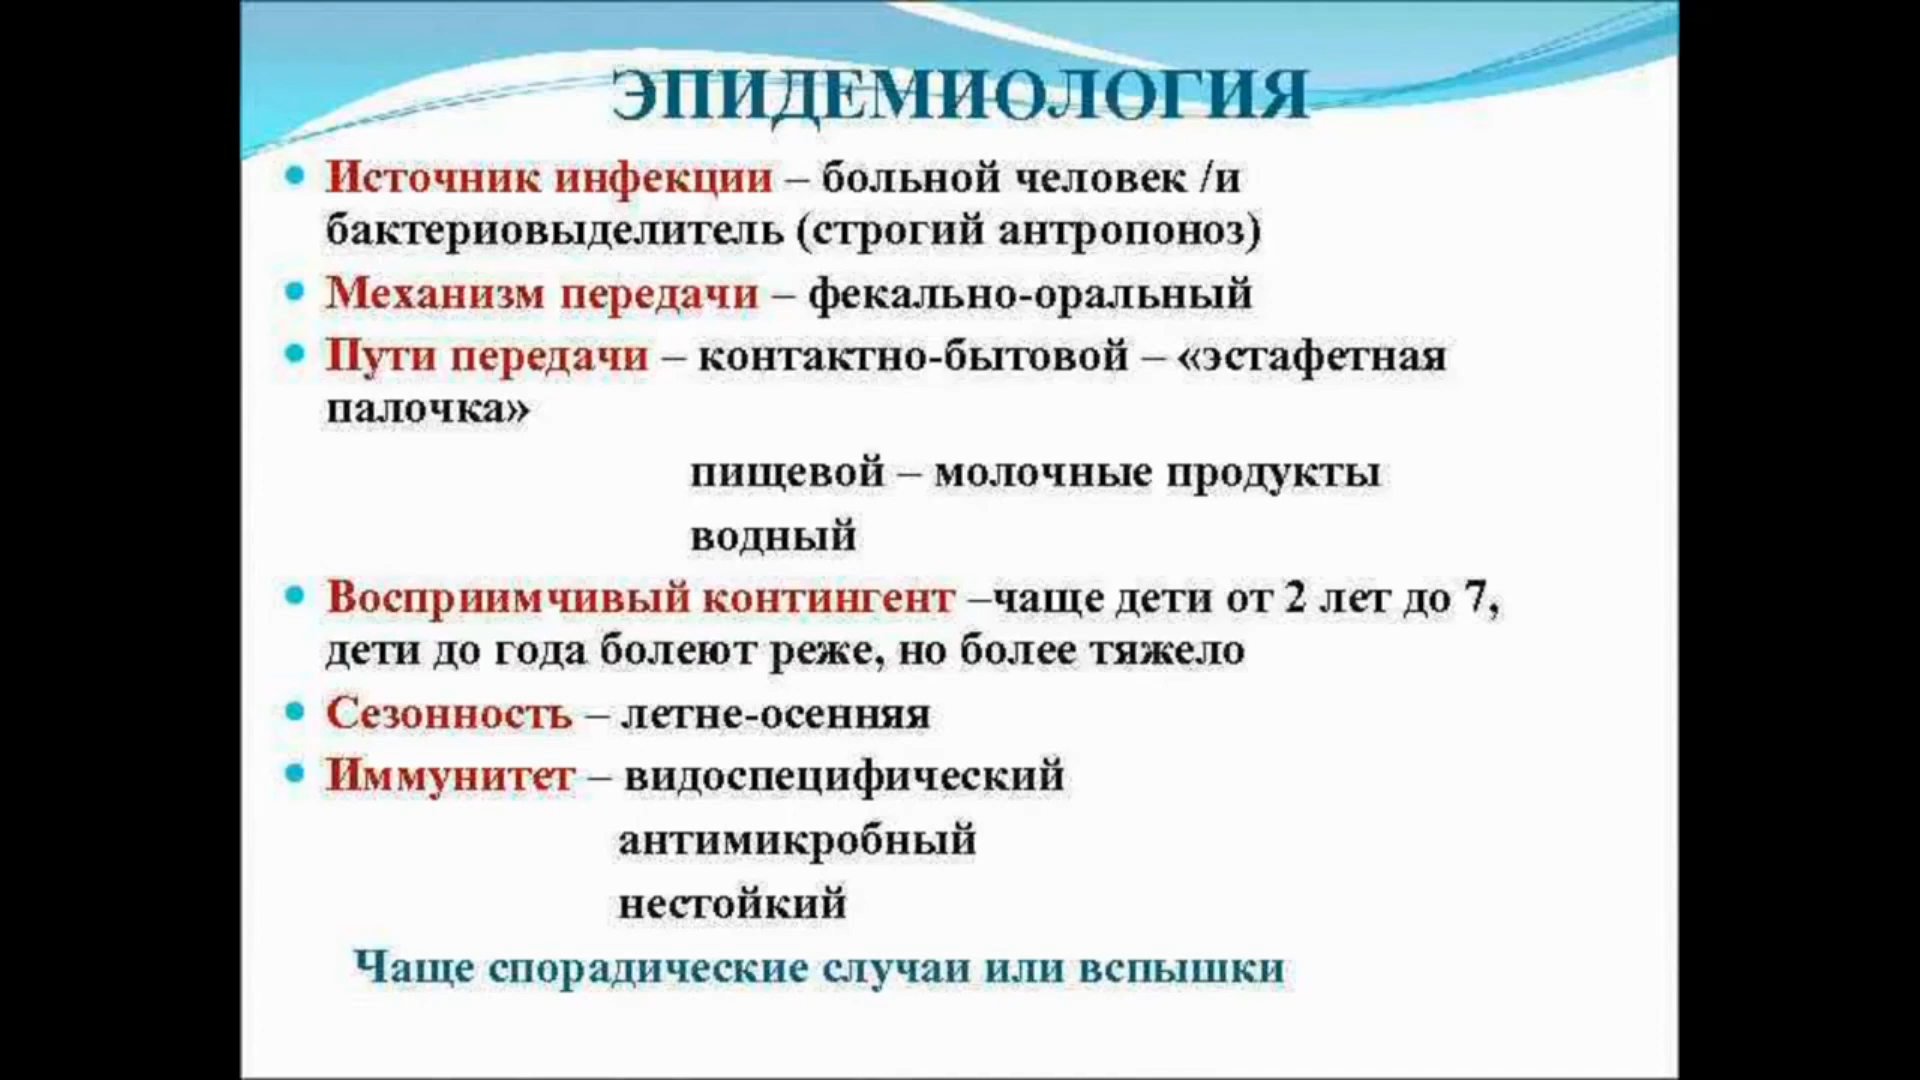 ЭПИДЕМИОЛОГИЯ
• Источник инфекции – больной человек /и
бактериовыделитель (строгий антропоноз)
• Механизм передачи – фекально-оральный
• Пути передачи – контактно-бытовой – «эстафетная
палочка»
пищевой – молочные продукты
водный
• Восприимчивый контингент –чаще дети от 2 лет до 7,
дети до года болеют реже, но более тяжело
• Сезонность – летне-осенняя
• Иммунитет – видоспецифический
антимикробный
нестойкий
Чаще спорадические случаи или вспышки